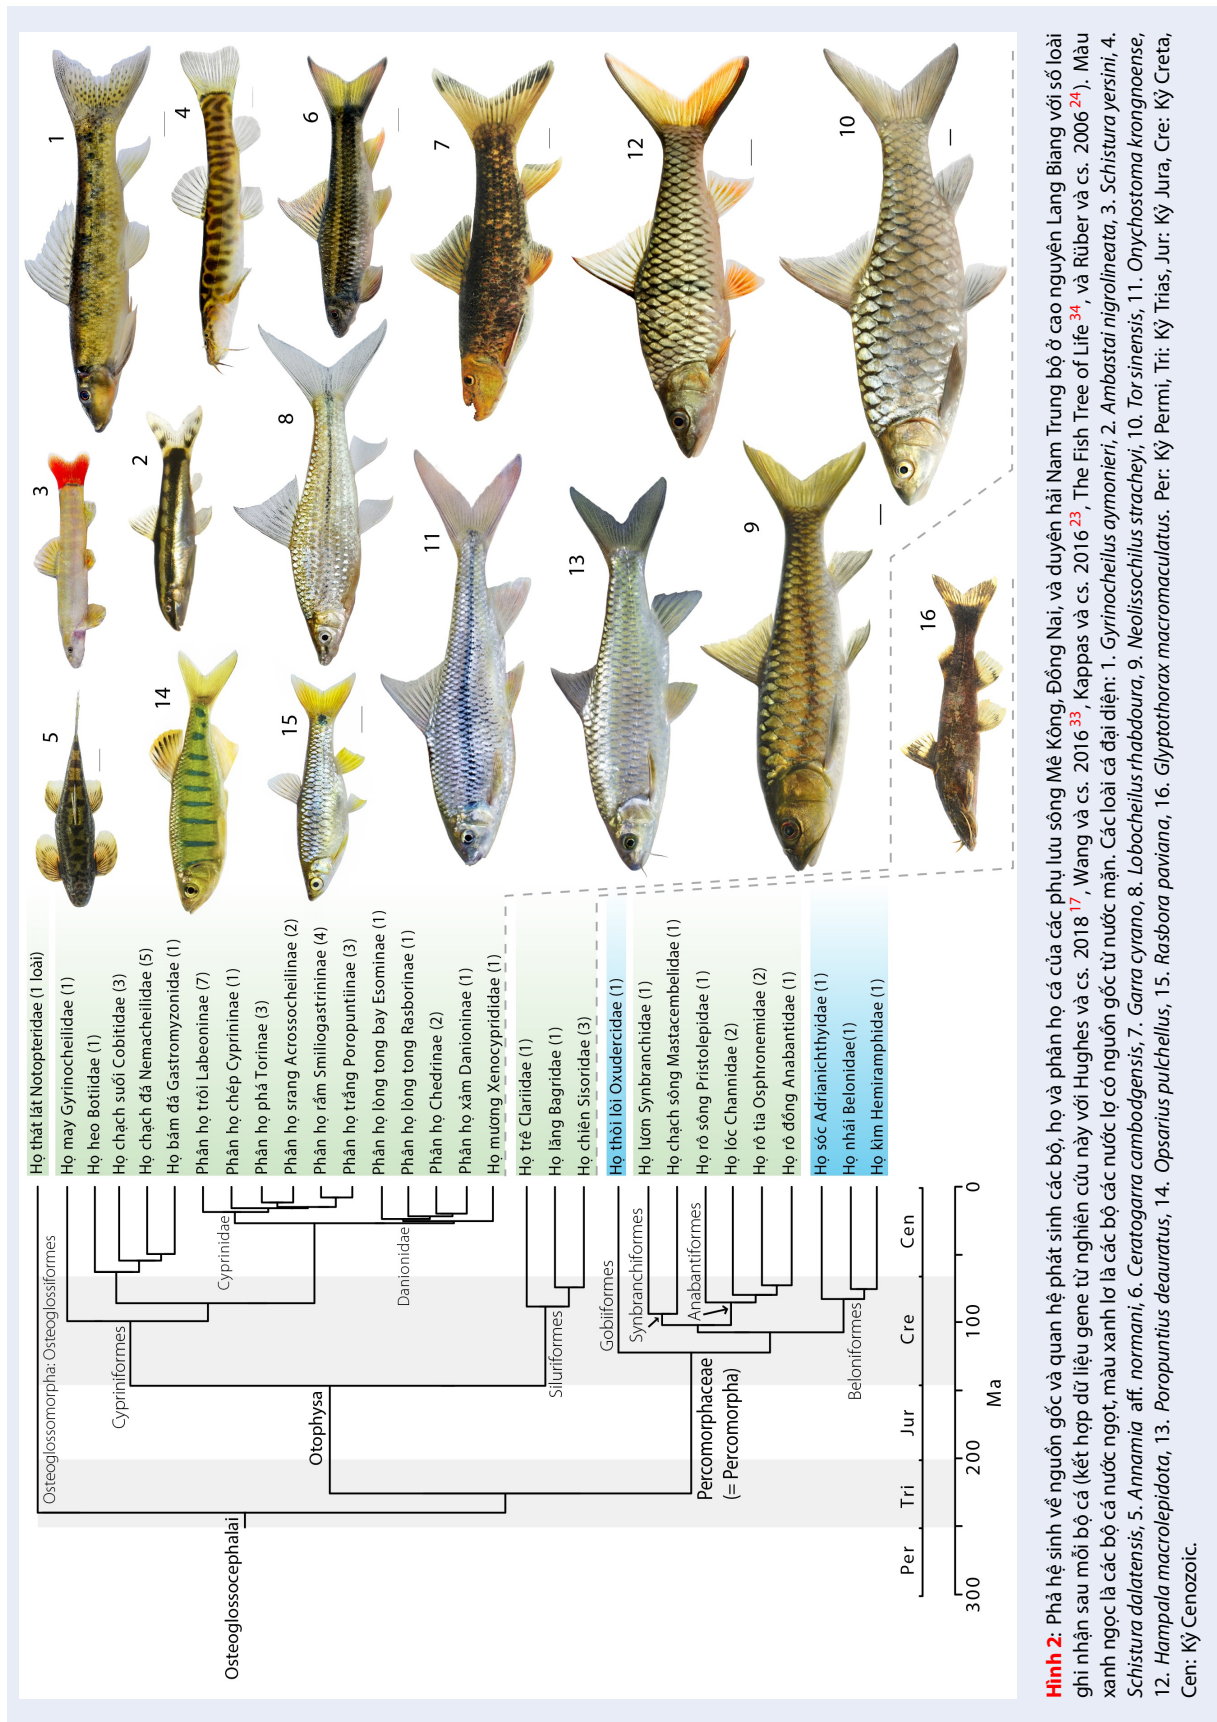 Osteoglossocephalai
Osteoglossomorpha: Osteoglossiformes
Otophysa
Cypriniformes
Cyprinidae
Danionidae
Siluriformes
Percomorphaceae
(= Percomorpha)
Gobiiformes
Synbranchiformes
Anabantiformes
Beloniformes
Họ thát lát Notopteridae (1 loài)
Họ may Gyrinocheilidae (1)
Họ heo Botiidae (1)
Họ chạch suối Cobitidae (3)
Họ chạch đá Nemacheilidae (5)
Họ bám đá Gastromyzonidae (1)
Phân họ trôi Labeoninae (7)
Phân họ chép Cyprininae (1)
Phân họ phá Torinae (3)
Phân họ srang Acrossocheilinae (2)
Phân họ rằm Smiliogastrininae (4)
Phân họ trắng Poropuntiinae (3)
Phân họ lòng tong bay Esominae (1)
Phân họ lòng tong Rasborinae (1)
Phân họ Chedrinae (2)
Phân họ xảm Danioninae (1)
Họ mương Xenocyprididae (1)
Họ trê Clariidae (1)
Họ lăng Bagridae (1)
Họ chiên Sisoridae (3)
Họ thòi lòi Oxudercidae (1)
Họ lươn Synbranchidae (1)
Họ chạch sông Mastacembelidae (1)
Họ rô sông Pristolepidae (1)
Họ lóc Channidae (2)
Họ rô tia Osphronemidae (2)
Họ rô đồng Anabantidae (1)
Họ sóc Adrianichthyidae (1)
Họ nhái Belonidae(1)
Họ kìm Hemiramphidae (1)
Per Tri Jur Cre Cen
300 200 100 0
Ma
5
3
1
4
2
14
6
8
15
7
11
12
13
10
9
16
Hình 2: Phả hệ sinh về nguồn gốc và quan hệ phát sinh các bộ, họ và phân họ cá của các phụ lưu sông Mê Kông, Đồng Nai, và duyên hải Nam Trung bộ ở cao nguyên Lang Biang với số loài
ghi nhận sau mỗi bộ cá (kết hợp dữ liệu gene từ nghiên cứu này với Hughes và cs. 2018 17, Wang và cs. 2016 33, Kappas và cs. 2016 23, The Fish Tree of Life 34, và Rüber và cs. 2006 24). Màu
xanh ngọc là các bộ cá nước ngọt, màu xanh lơ là các bộ các nước lợ có nguồn gốc từ nước mặn. Các loài cá đại diện: 1. Gyrinocheilus aymonieri, 2. Ambastai nigrolineata, 3. Schistura yersini, 4.
Schistura dalatensis, 5. Annamia aff. normani, 6. Ceratogarra cambodgensis, 7. Garra cyrano, 8. Lobocheilus rhabdoura, 9. Neolissochilus stracheyi, 10. Tor sinensis, 11. Onychostoma krongnoense,
12. Hampala macrolepidota, 13. Poropuntius deauratus, 14. Opsarius pulchellus, 15. Rasbora paviana, 16. Glyptothorax macromaculatus. Per: Kỷ Permi, Tri: Kỷ Trias, Jur: Kỷ Jura, Cre: Kỷ Creta,
Cen: Kỷ Cenozoic.